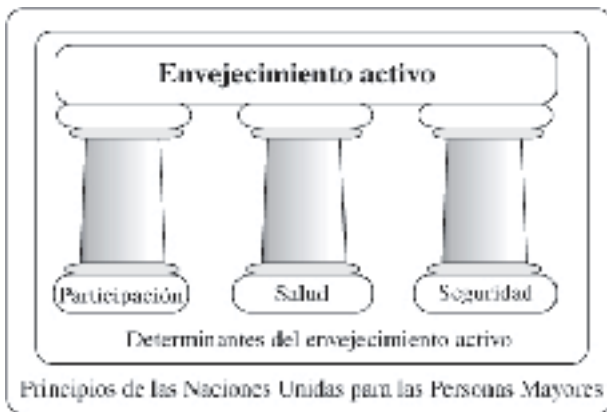 Envejecimiento activo
Participación Salud Seguridad
Determinantes del envejecimiento activo
Principios de las Naciones Unidas para las Personas Mayores